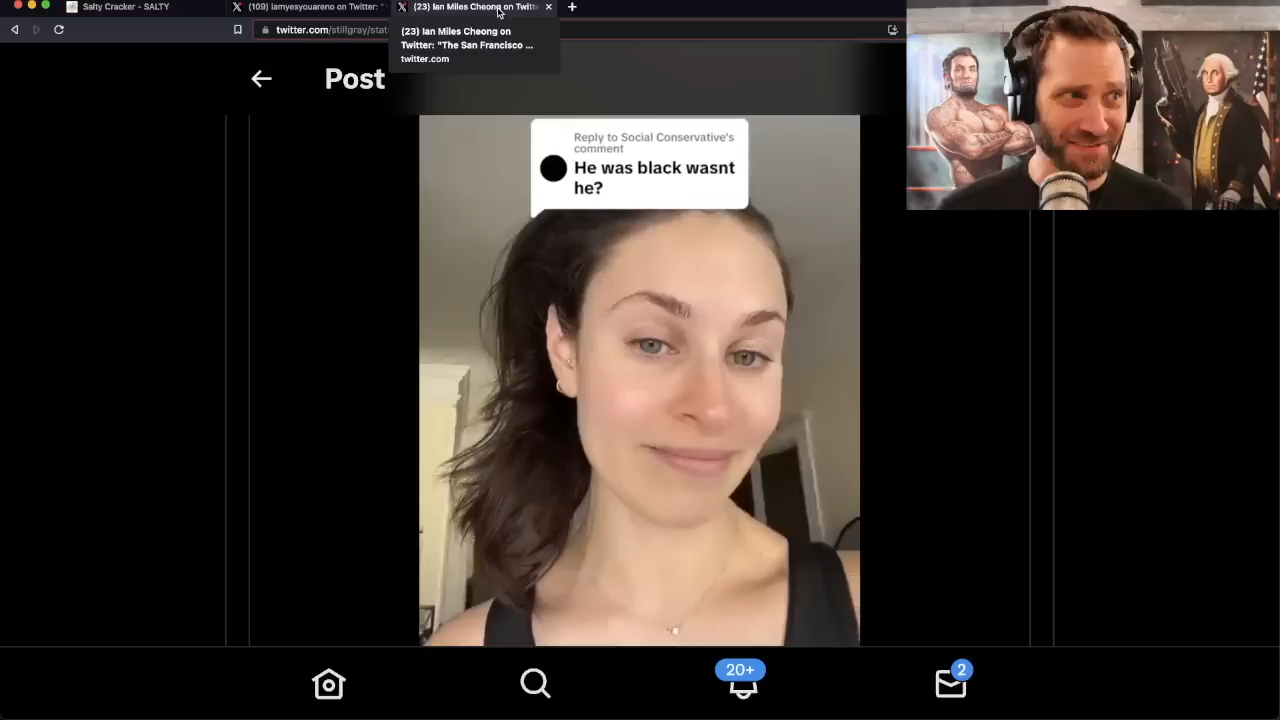 Salty Cracker - SALTY
(109) iamyesyouareno on Twitter: "
(23) Ian Miles Cheong on Twitte
twitter.com/stillgray/stat
(23) Ian Miles Cheong on
Twitter: "The San Francisco ...
twitter.com
Post
Reply to Social Conservative's
comment
He was black wasnt
he?
20+
2